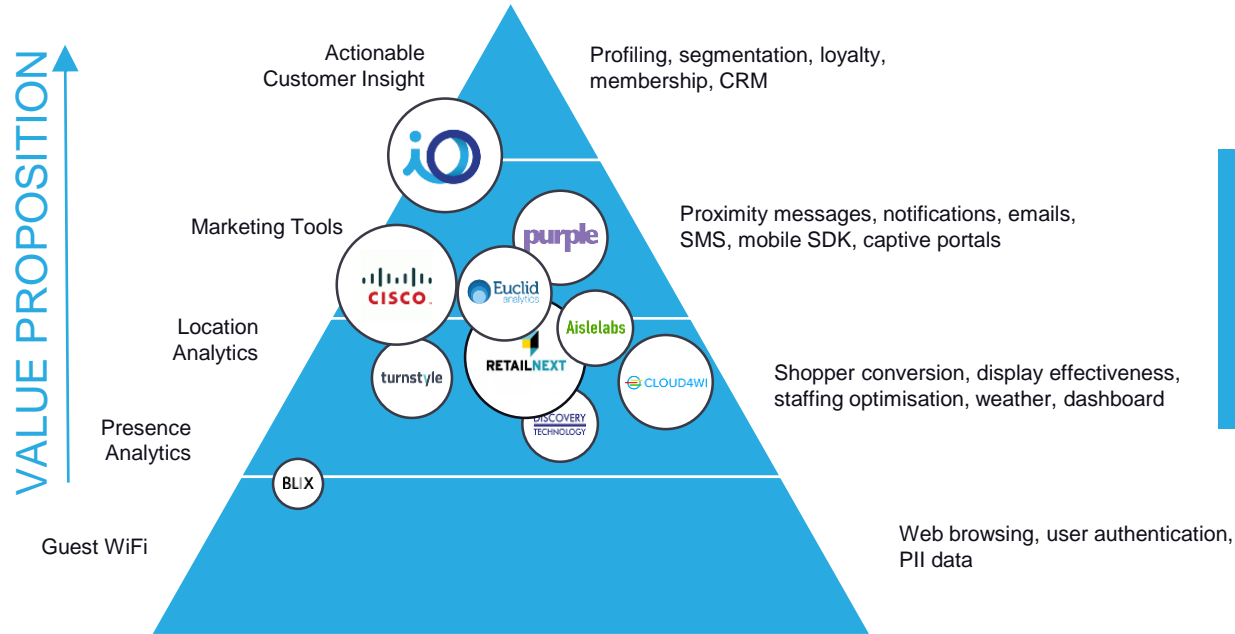 VALUE PROPOSITION
Actionable
Customer Insight
Profiling, segmentation, loyalty,
membership, CRM
iO
Marketing Tools
purple
Proximity messages, notifications, emails,
SMS, mobile SDK, captive portals
CISCO.
Euclid
analytics
Location
Analytics
Aislelabs
RETAILNEXT
turnstyle
CLOUD4WI
Shopper conversion, display effectiveness,
staffing optimisation, weather, dashboard
DISCOVERY
TECHNOLOGY
Presence
Analytics
BLIX
Guest WiFi
Web browsing, user authentication,
PII data